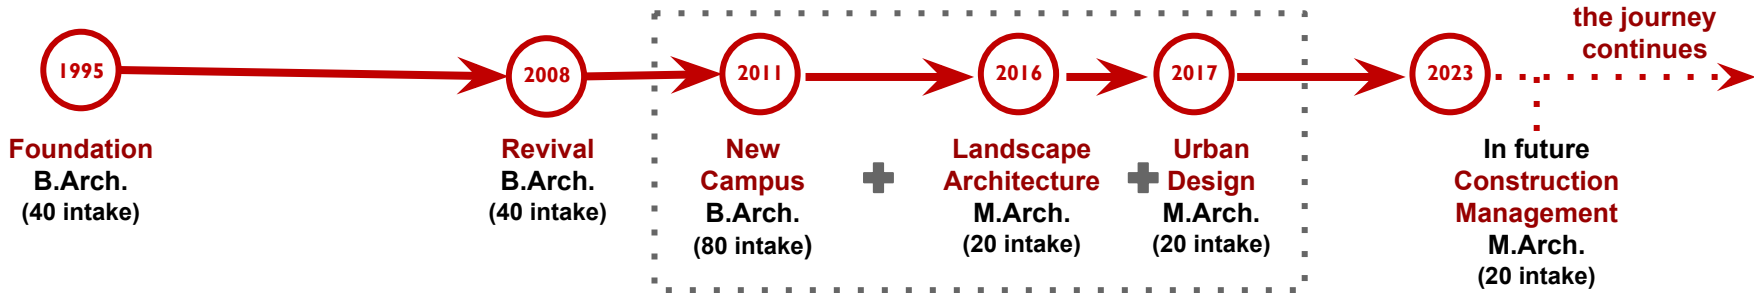 the journey
continues
1995
2008
2011
2016
2017
2023
Foundation
B.Arch.
(40 intake)
Revival
B.Arch.
(40 intake)
New
Campus
B.Arch.
(80 intake)
Landscape
Architecture
M.Arch.
(20 intake)
Urban
Design
M.Arch.
(20 intake)
In future
Construction
Management
M.Arch.
(20 intake)